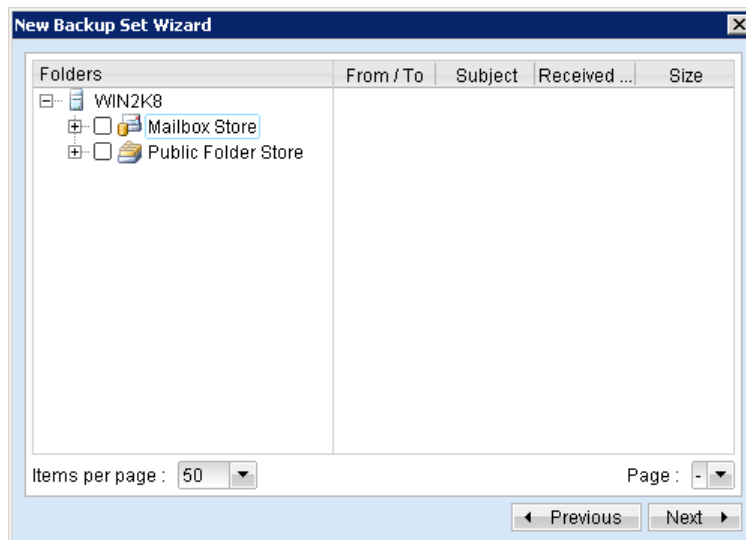 New Backup Set Wizard
Folders From / To Subject Received ... Size
WIN2K8
Mailbox Store
Public Folder Store
Items per page : 50 Page : -
Previous Next